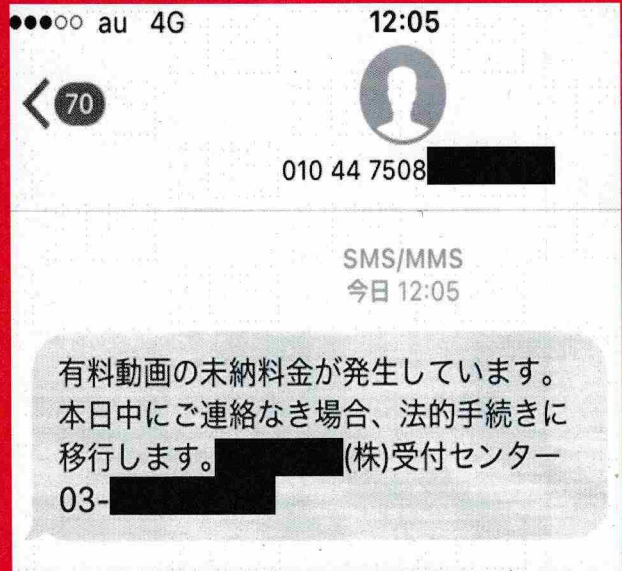 au 4G 12:05
70
010 44 7508
SMS/MMS
今日 12:05
有料動画の未納料金が発生しています。
本日中にご連絡なき場合、法的手続きに
移行します。 (株)受付センター
03-